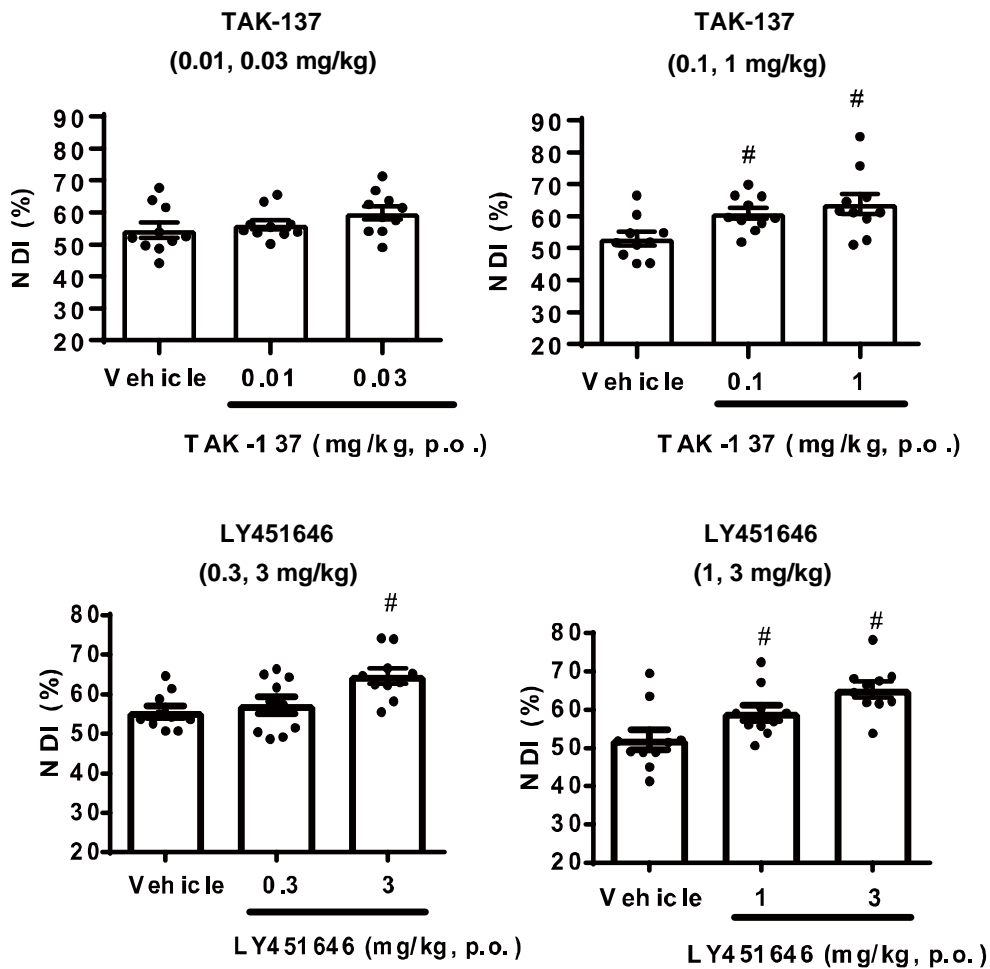 TAK-137
(0.01, 0.03 mg/kg)
90
80
70
60
50
40
30
20
NDI (%)
Vehicle 0.01 0.03
TAK-137 (mg/kg, p.o.)
TAK-137
(0.1, 1 mg/kg)
# #
90
80
70
60
50
40
30
20
NDI (%)
Vehicle 0.1 1
TAK-137 (mg/kg, p.o.)
LY451646
(0.3, 3 mg/kg)
#
80
70
60
50
40
30
20
NDI (%)
Vehicle 0.3 3
LY451646 (mg/kg, p.o.)
LY451646
(1, 3 mg/kg)
# #
80
70
60
50
40
30
20
NDI (%)
Vehicle 1 3
LY451646 (mg/kg, p.o.)